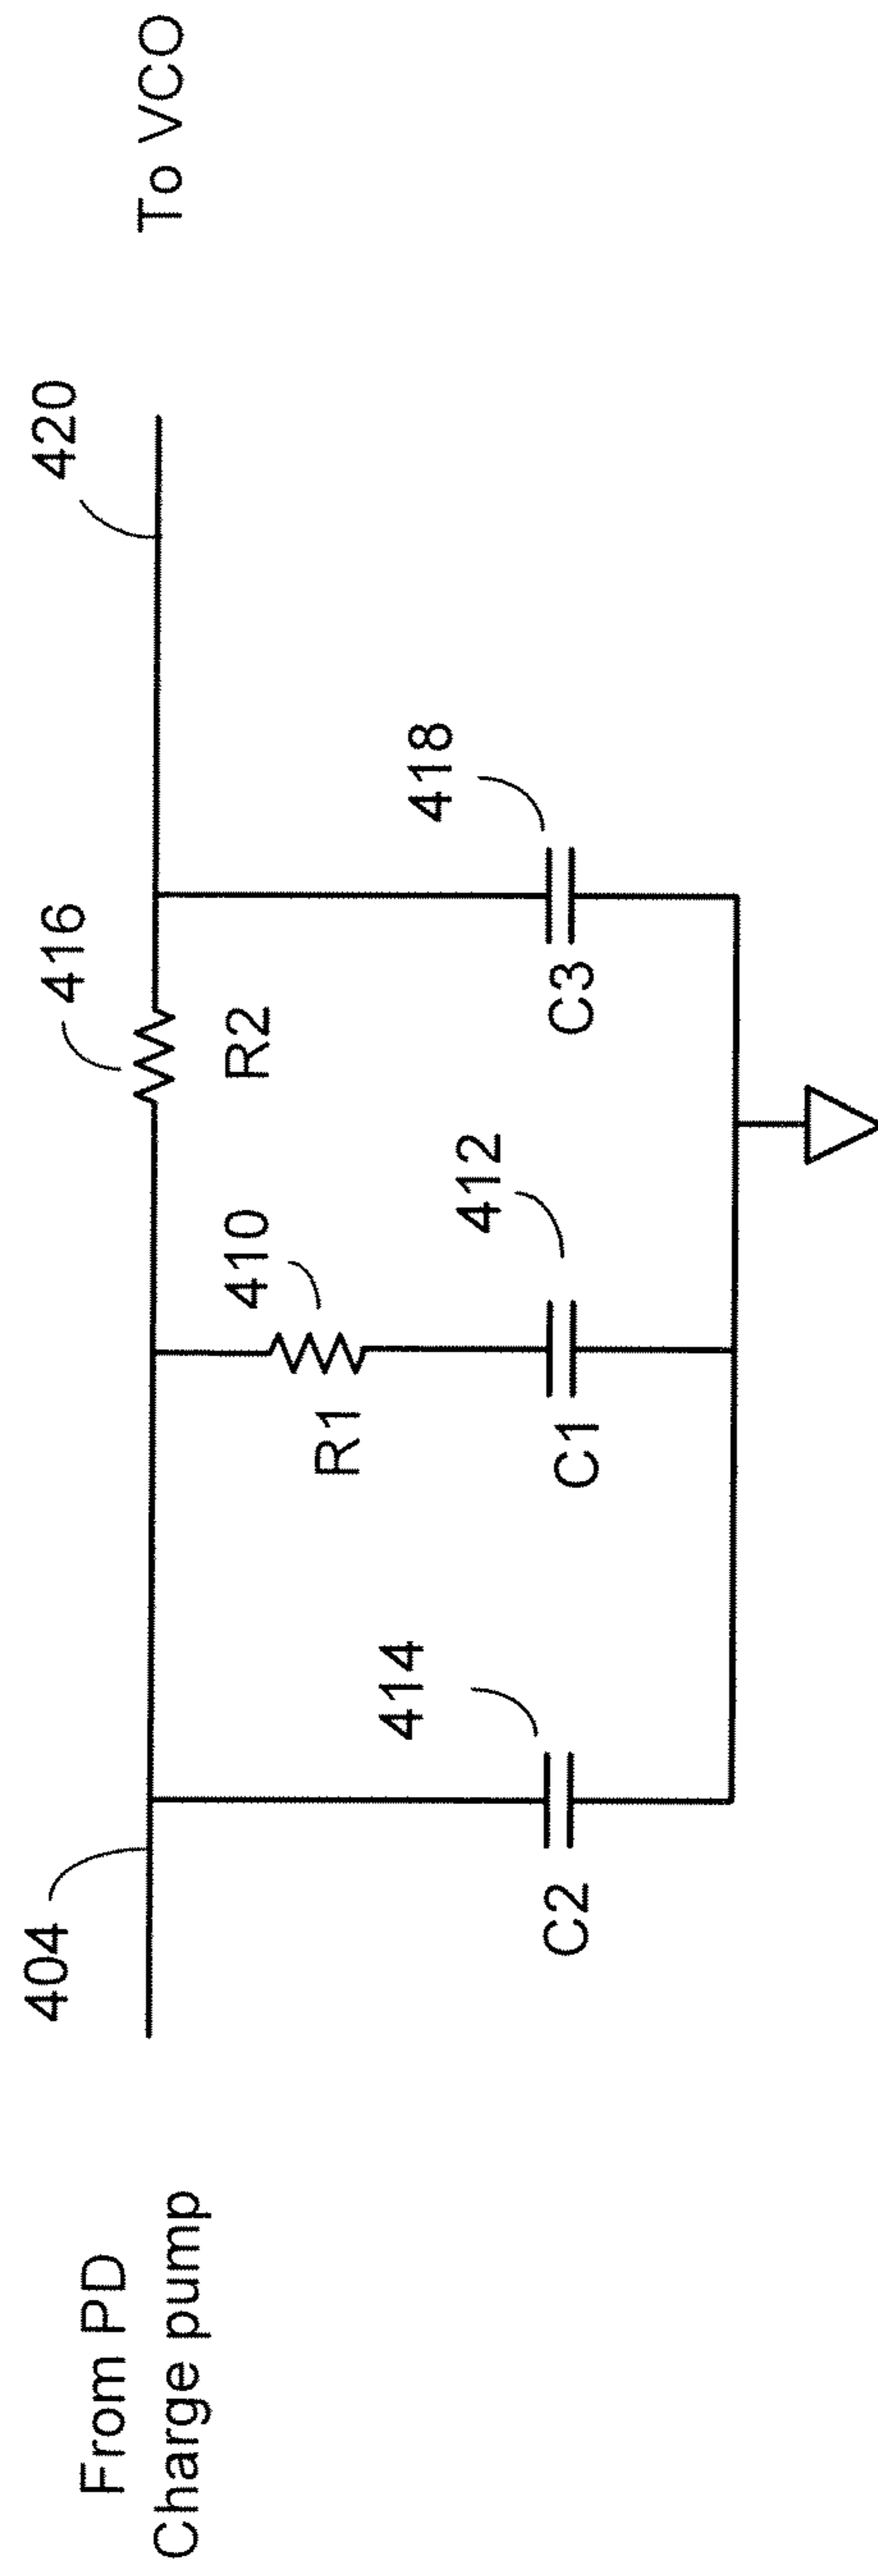 From PD
Charge pump
404
C2
414
R1
410
C1
412
416
R2
C3
418
420
To VCO